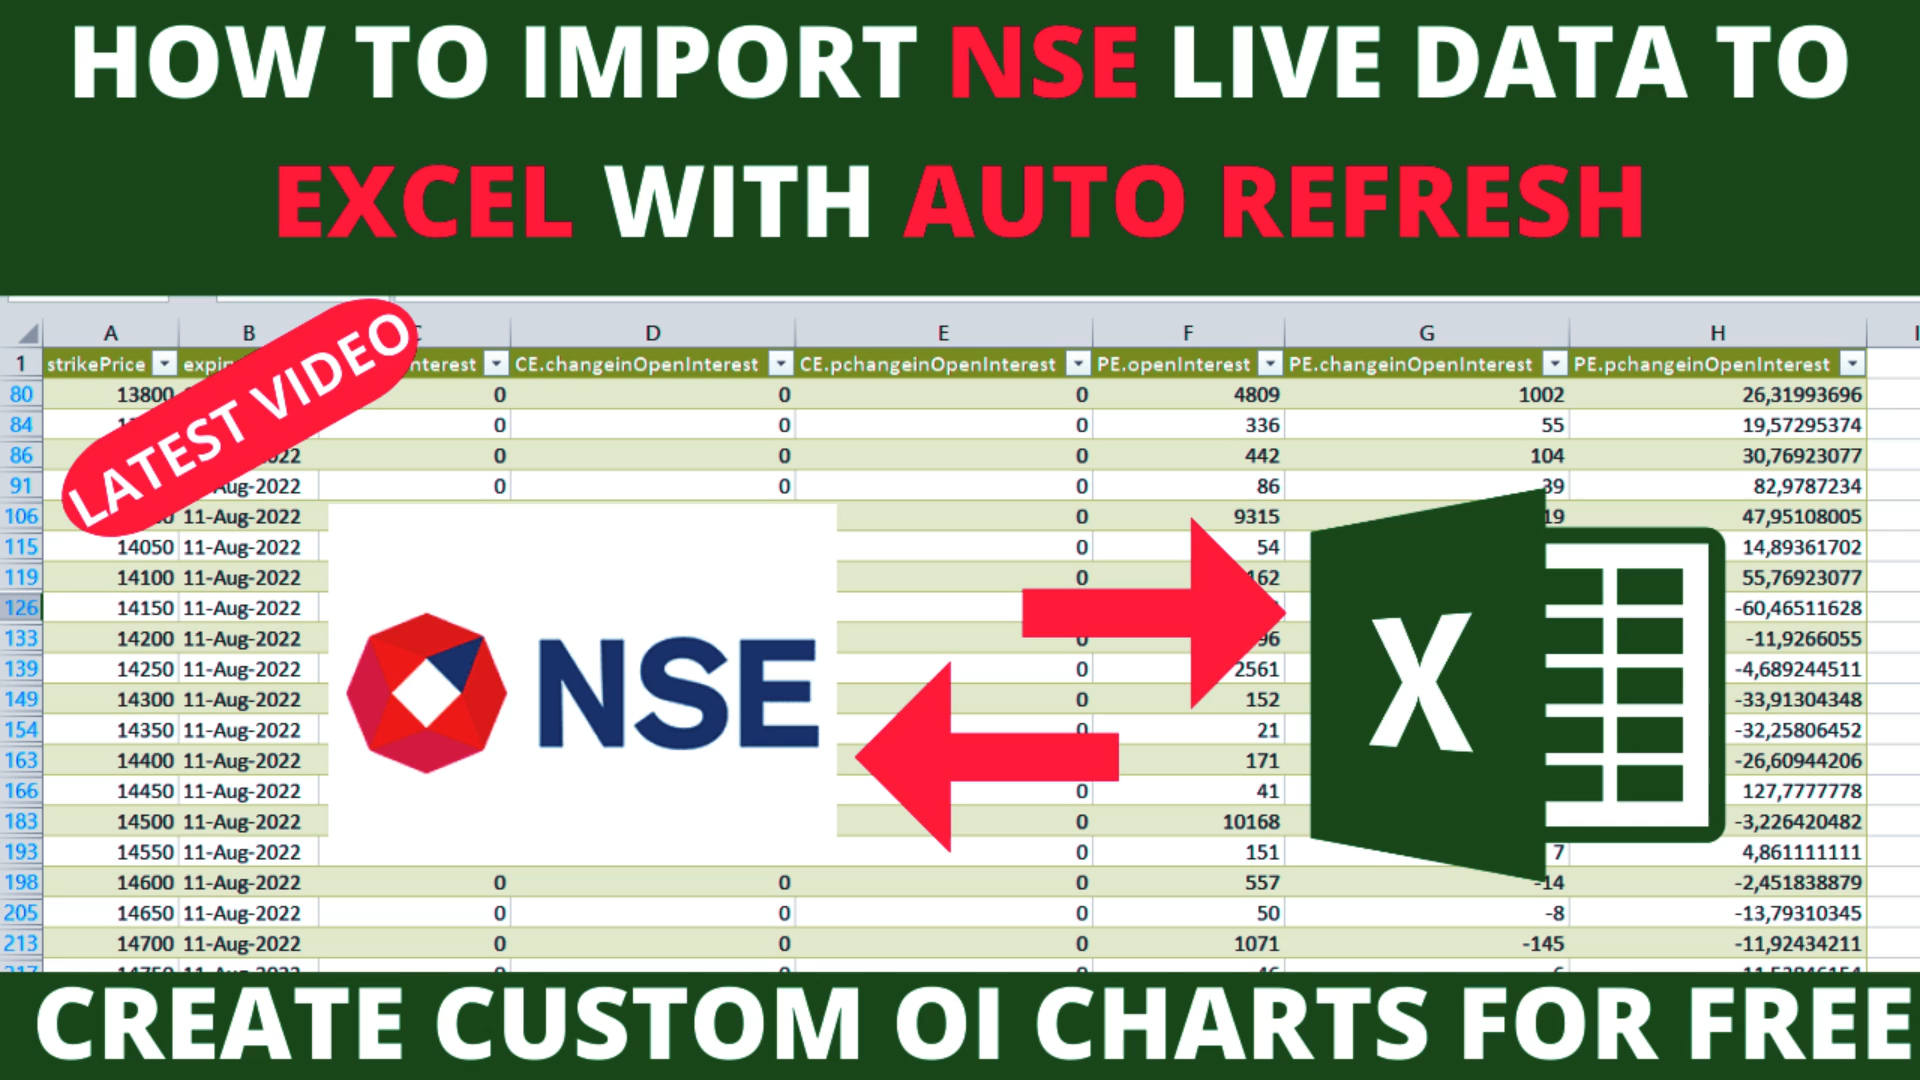 HOW TO IMPORT NSE LIVE DATA TO
EXCEL WITH AUTO REFRESH
LATEST VIDEO
A B C D E F G H
1 strikePrice nterest CE.changeinOpenInterest CE.pchangeinOpenInterest PE.openInterest PE.changeinOpenInterest PE.pchangeinOpenInterest
80 13800 0 0 0 4809 1002 26,31993696
84 0 0 0 336 55 19,57295374
86 0 0 0 442 104 30,76923077
91 Aug-2022 0 0 0 86 39 82,9787234
106 11-Aug-2022 0 9315 19 47,95108005
115 14050 11-Aug-2022 0 54 14,89361702
119 14100 11-Aug-2022 0 162 55,76923077
126 14150 11-Aug-2022 -60,46511628
133 14200 11-Aug-2022 0 96 -11,9266055
139 14250 11-Aug-2022 0 2561 -4,689244511
149 14300 11-Aug-2022 0 152 -33,91304348
154 14350 11-Aug-2022 0 21 -32,25806452
163 14400 11-Aug-2022 171 -26,60944206
166 14450 11-Aug-2022 0 41 127,7777778
183 14500 11-Aug-2022 0 10168 -3,226420482
193 14550 11-Aug-2022 0 151 7 4,861111111
198 14600 11-Aug-2022 0 0 0 557 -14 -2,451838879
205 14650 11-Aug-2022 0 0 0 50 -8 -13,79310345
213 14700 11-Aug-2022 0 0 0 1071 -145 -11,92434211
NSE
X
CREATE CUSTOM OI CHARTS FOR FREE